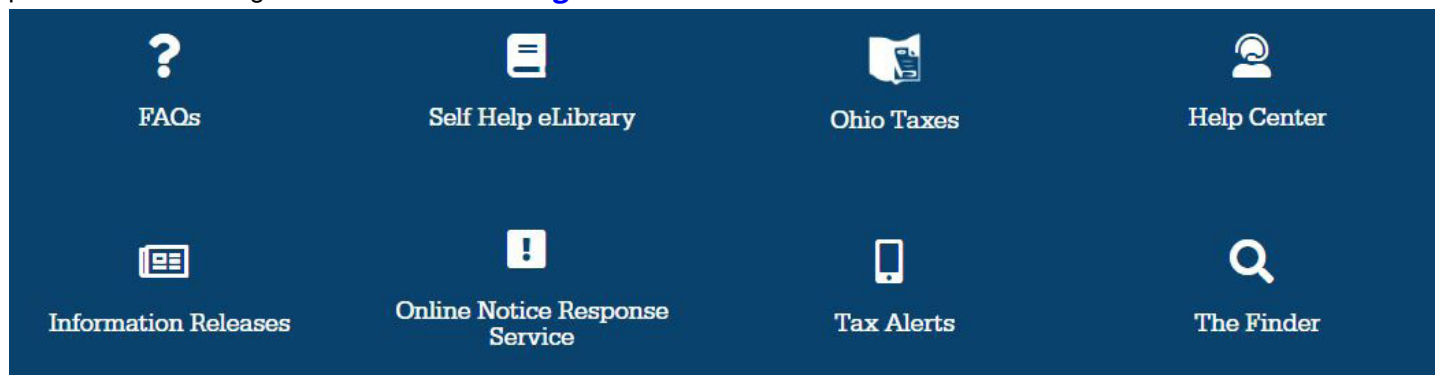 FAQs
Self Help eLibrary
Ohio Taxes
Help Center
Information Releases
Online Notice Response
Service
Tax Alerts
The Finder